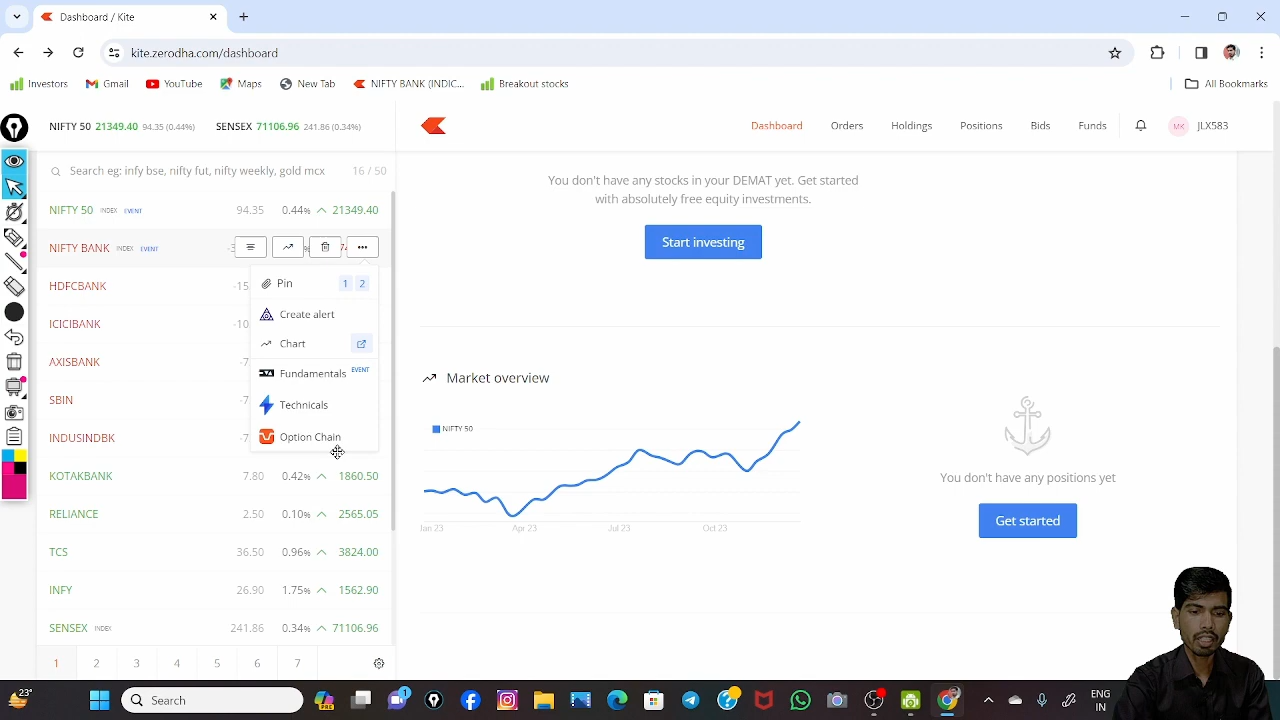 Dashboard / Kite
kite.zerodha.com/dashboard
Investors
Gmail
YouTube
Maps
New Tab
NIFTY BANK (INDIC...
Breakout stocks
All Bookmarks
NIFTY 50 21349.40 94.35 (0.44%)
SENSEX 71106.96 241.86 (0.34%)
Dashboard
Orders
Holdings
Positions
Bids
Funds
MK JLX583
Search eg: infy bse, nifty fut, nifty weekly, gold mcx 16 / 50
NIFTY 50 INDEX EVENT 94.35 0.44% 21349.40
NIFTY BANK INDEX EVENT
HDFCBANK -15
ICICIBANK -10
AXISBANK -7
SBIN -7
INDUSINDBK -7
KOTAKBANK 7.80 0.42% 1860.50
RELIANCE 2.50 0.10% 2565.05
TCS 36.50 0.96% 3824.00
INFY 26.90 1.75% 1562.90
SENSEX INDEX 241.86 0.34% 71106.96
1 2 3 4 5 6 7
Pin 1 2
Create alert
Chart
Fundamentals EVENT
Technicals
Option Chain
You don't have any stocks in your DEMAT yet. Get started
with absolutely free equity investments.
Start investing
Market overview
NIFTY 50
Jan 23 Apr 23 Jul 23 Oct 23
You don't have any positions yet
Get started
23°
Search
1
ENG
IN